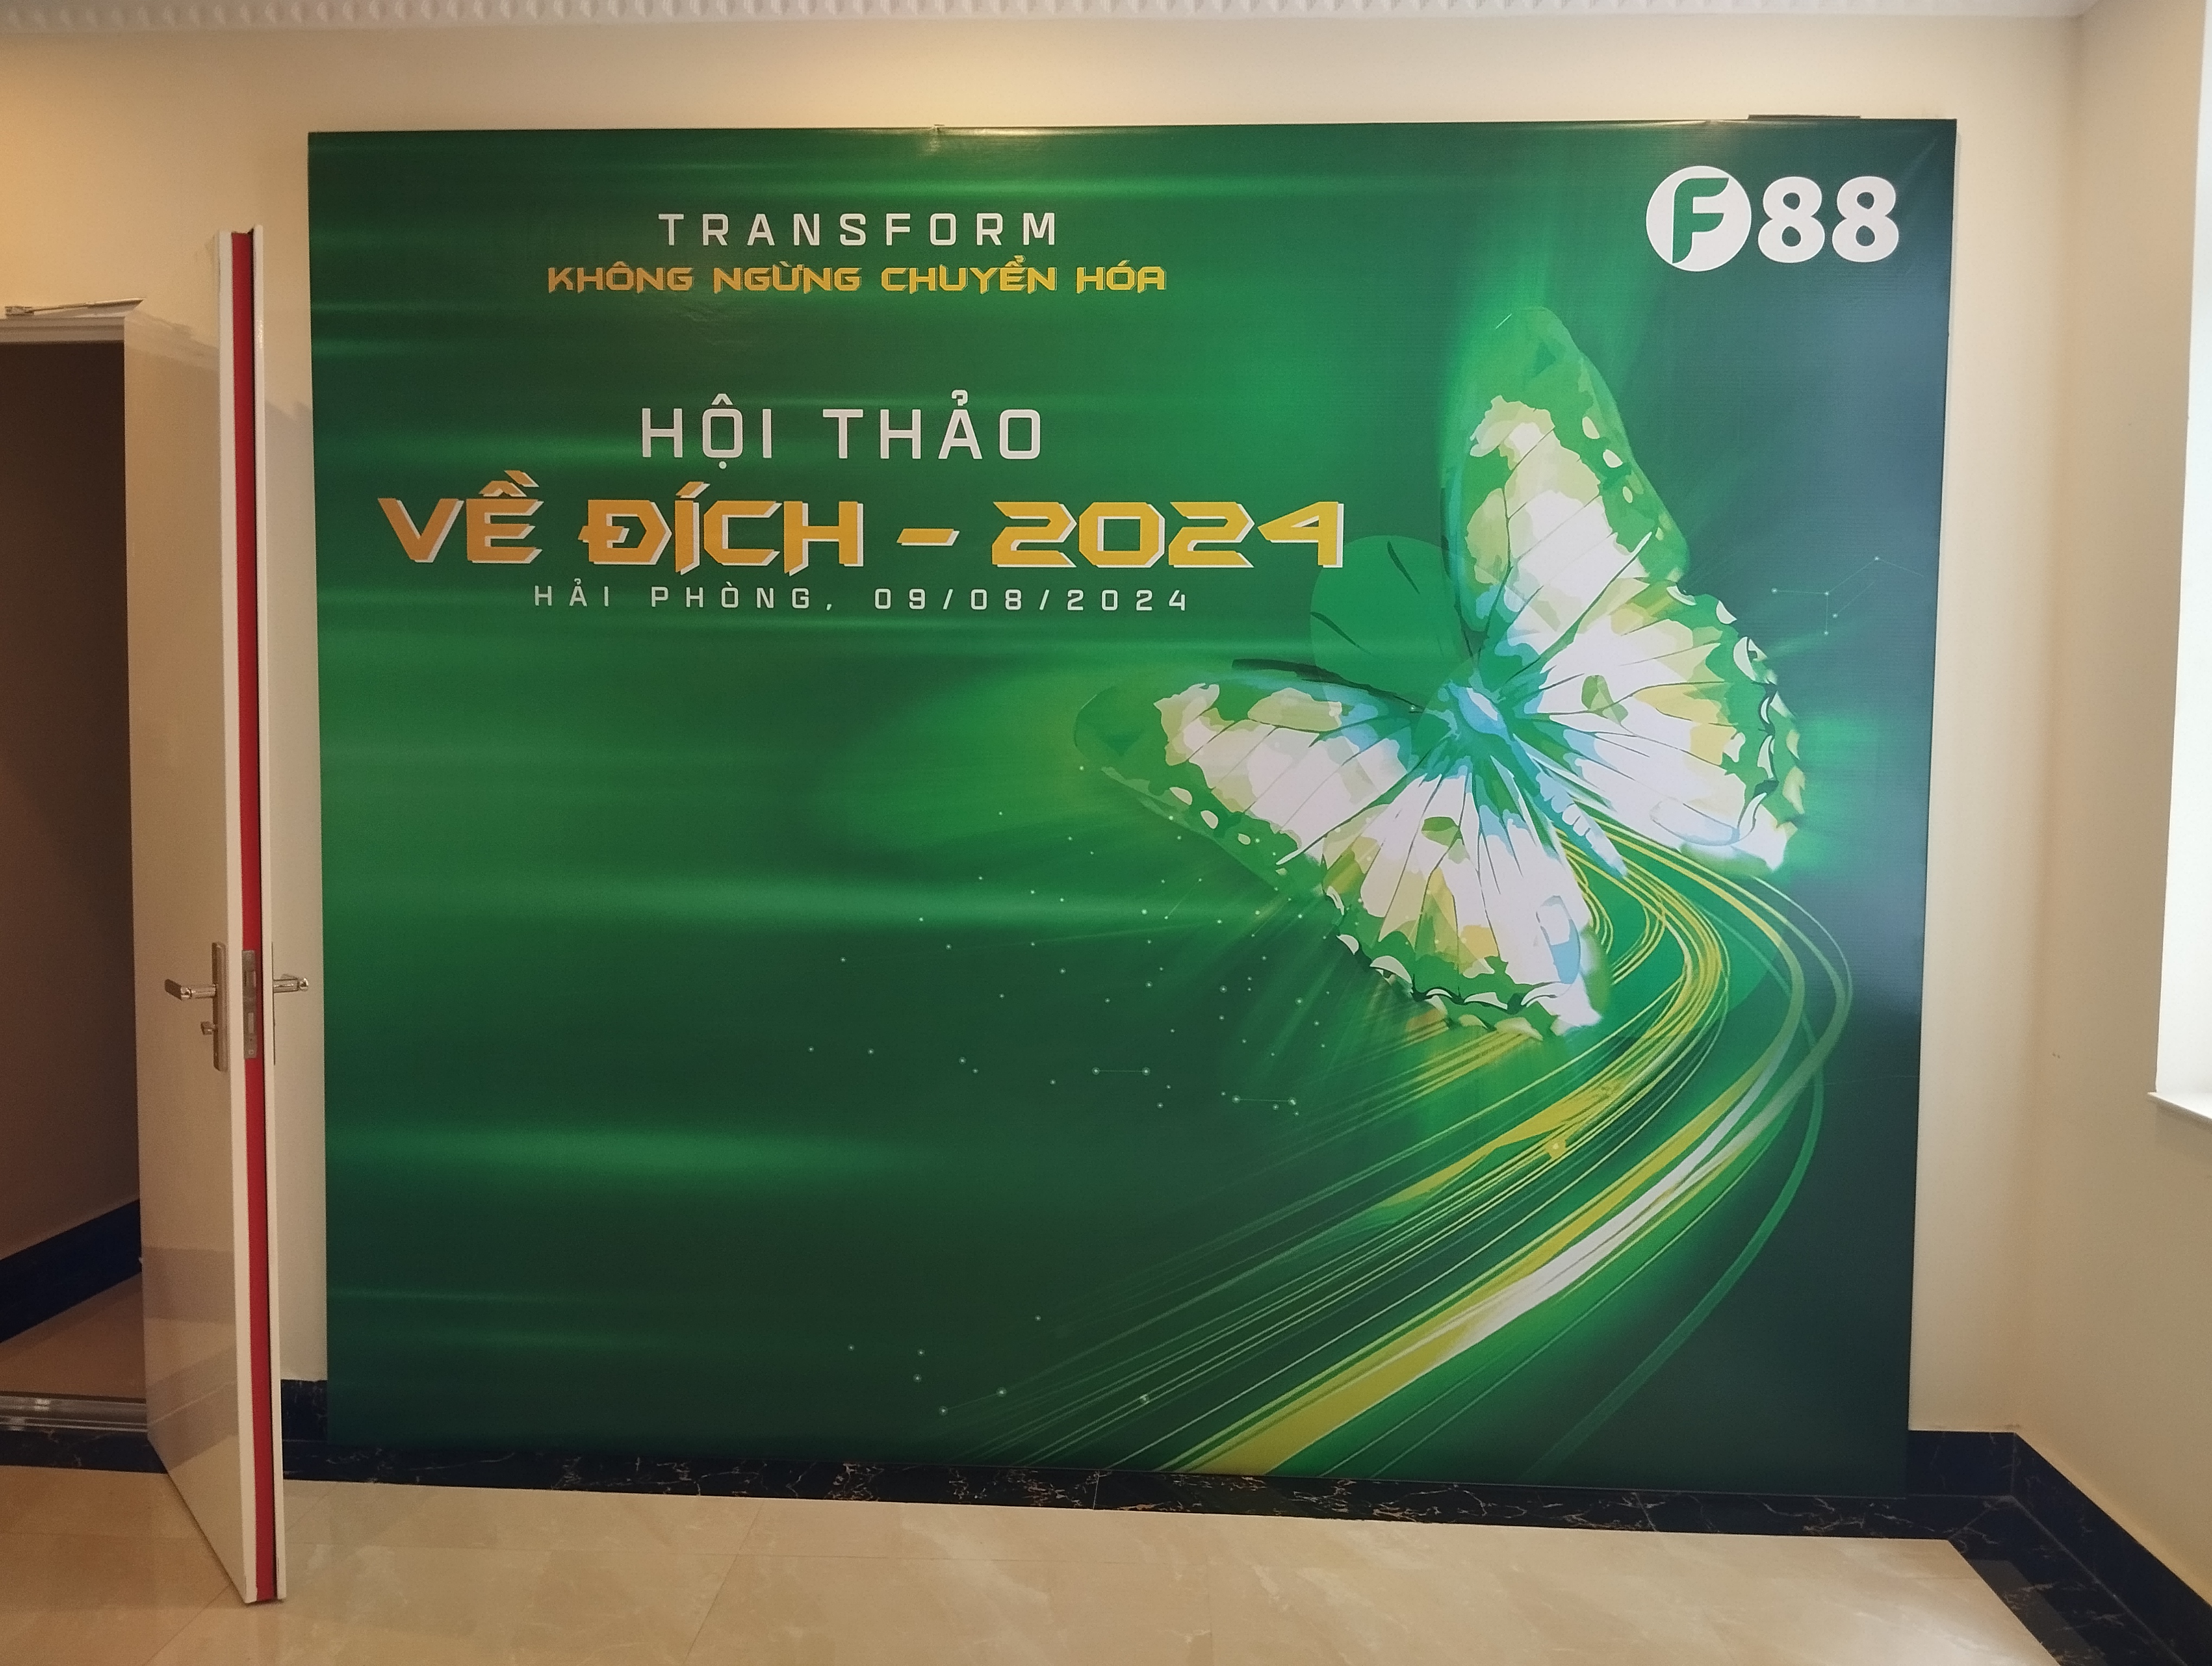 F88
TRANSFORM
KHÔNG NGỪNG CHUYỂN HÓA
HỘI THẢO
VỀ ĐÍCH - 2024
HẢI PHÒNG, 09/08/2024